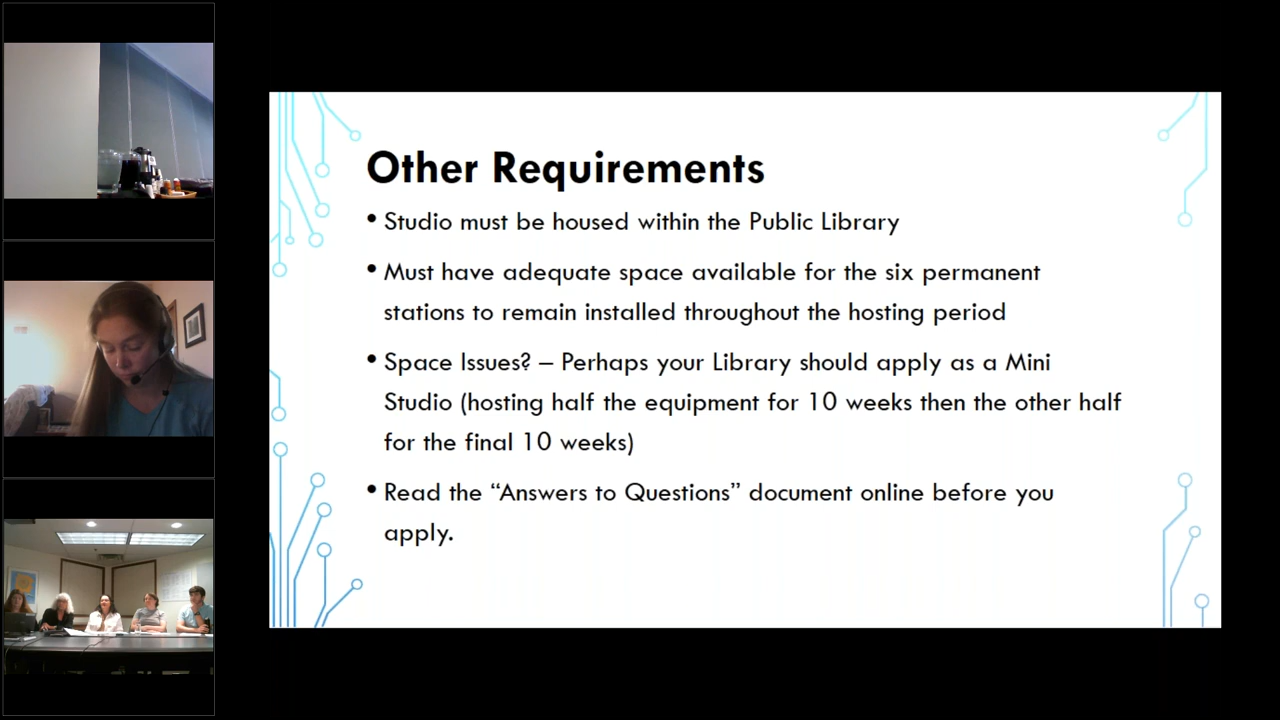 Other Requirements
• Studio must be housed within the Public Library
• Must have adequate space available for the six permanent
stations to remain installed throughout the hosting period
• Space Issues? – Perhaps your Library should apply as a Mini
Studio (hosting half the equipment for 10 weeks then the other half
for the final 10 weeks)
• Read the “Answers to Questions” document online before you
apply.